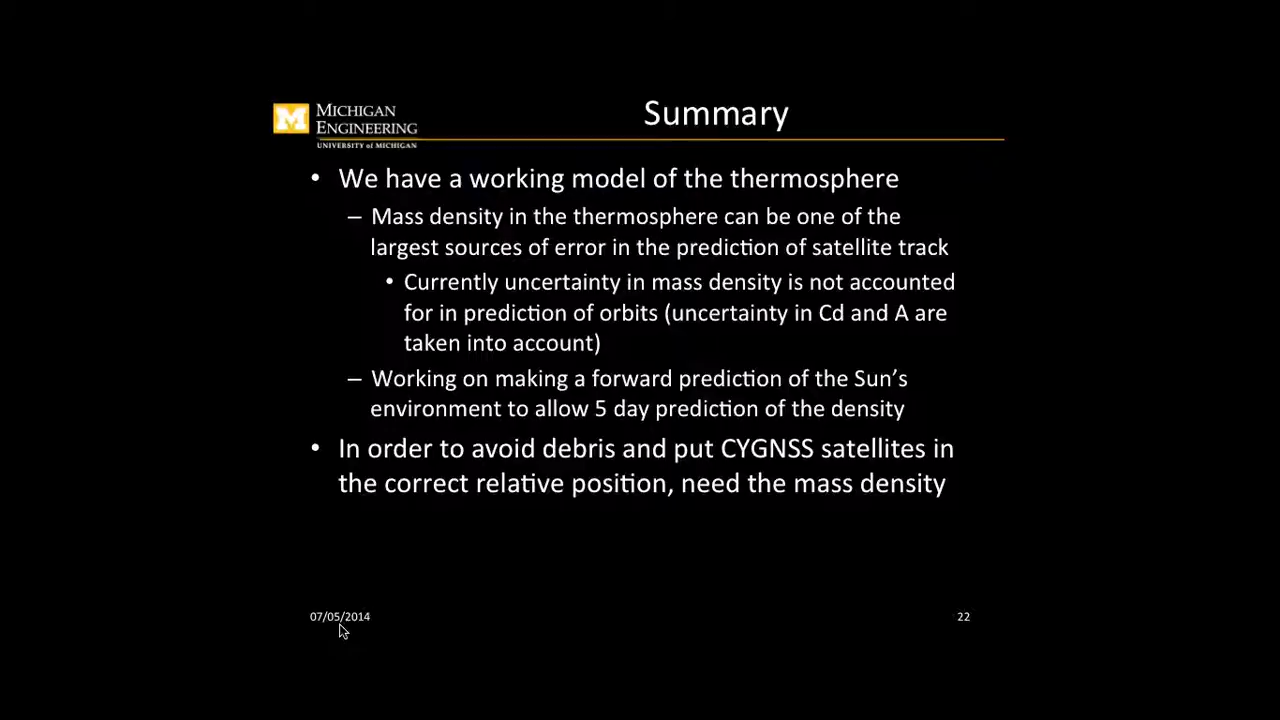 MICHIGAN
ENGINEERING
UNIVERSITY of MICHIGAN
Summary
• We have a working model of the thermosphere
– Mass density in the thermosphere can be one of the
largest sources of error in the prediction of satellite track
• Currently uncertainty in mass density is not accounted
for in prediction of orbits (uncertainty in Cd and A are
taken into account)
– Working on making a forward prediction of the Sun's
environment to allow 5 day prediction of the density
• In order to avoid debris and put CYGNSS satellites in
the correct relative position, need the mass density
07/05/2014
22